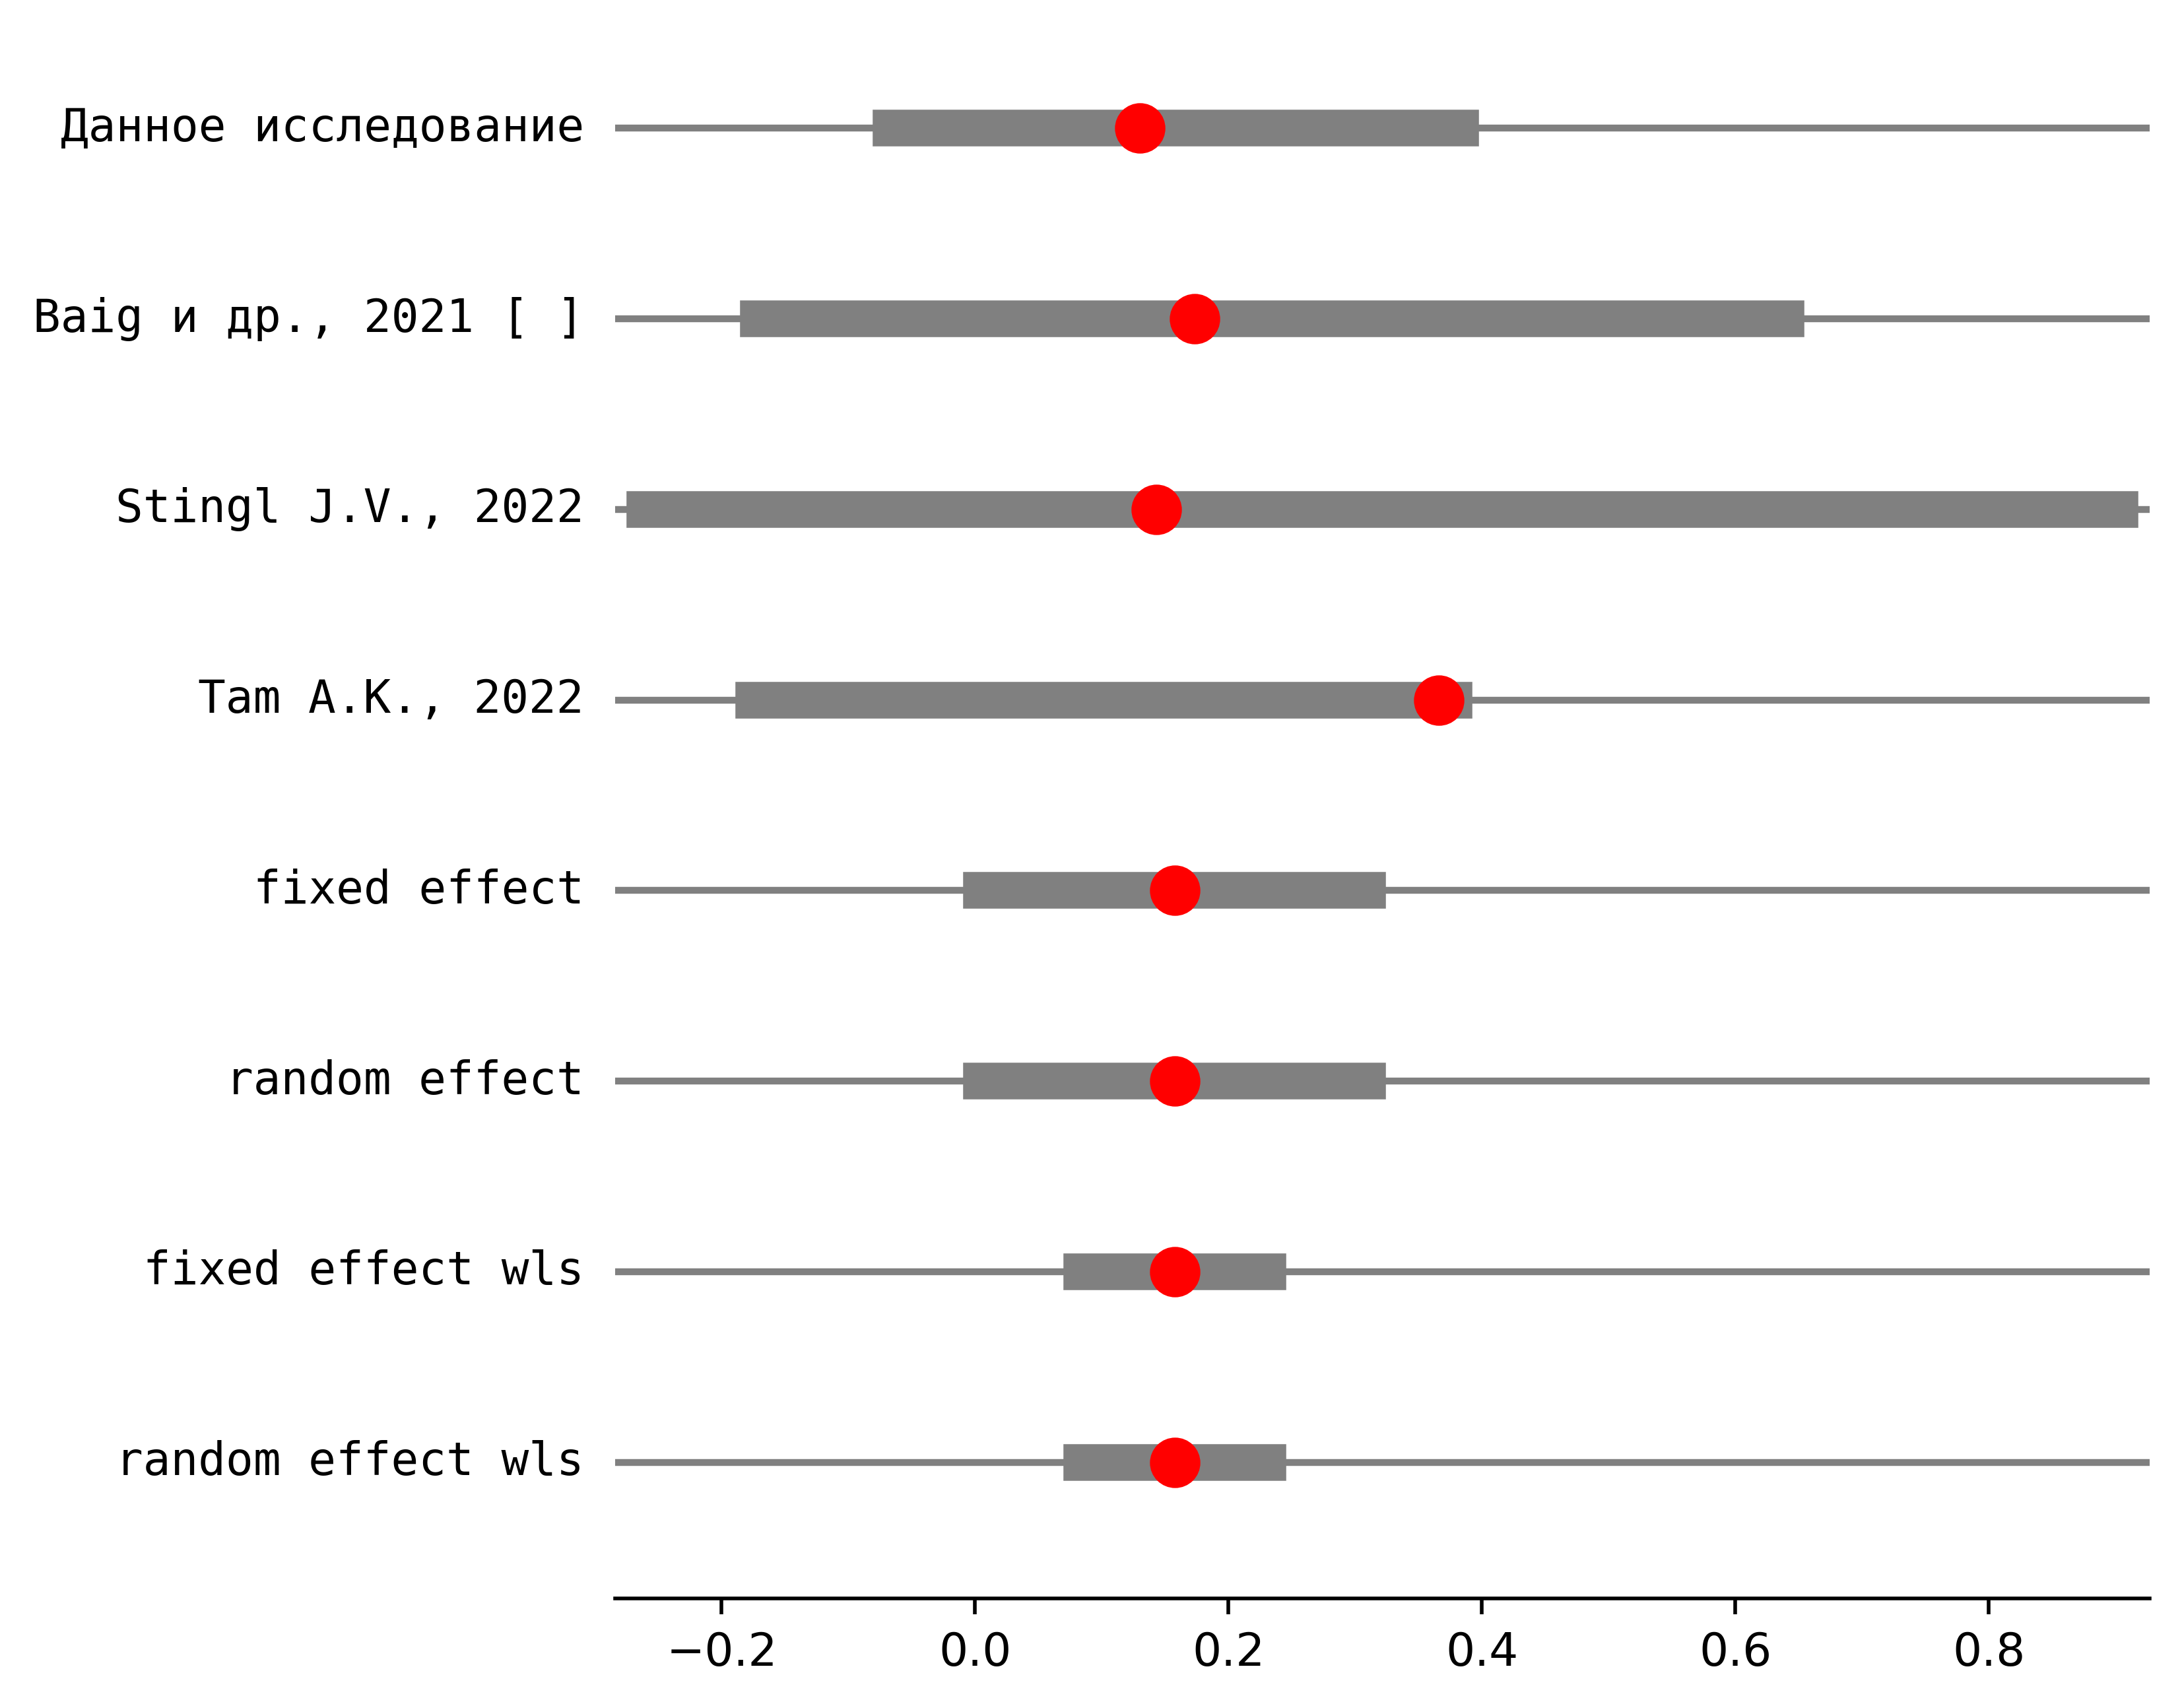 Данное исследование
Baig и др., 2021 [ ]
Stingl J.V., 2022
Tam A.K., 2022
fixed effect
random effect
fixed effect wls
random effect wls
−0.2 0.0 0.2 0.4 0.6 0.8